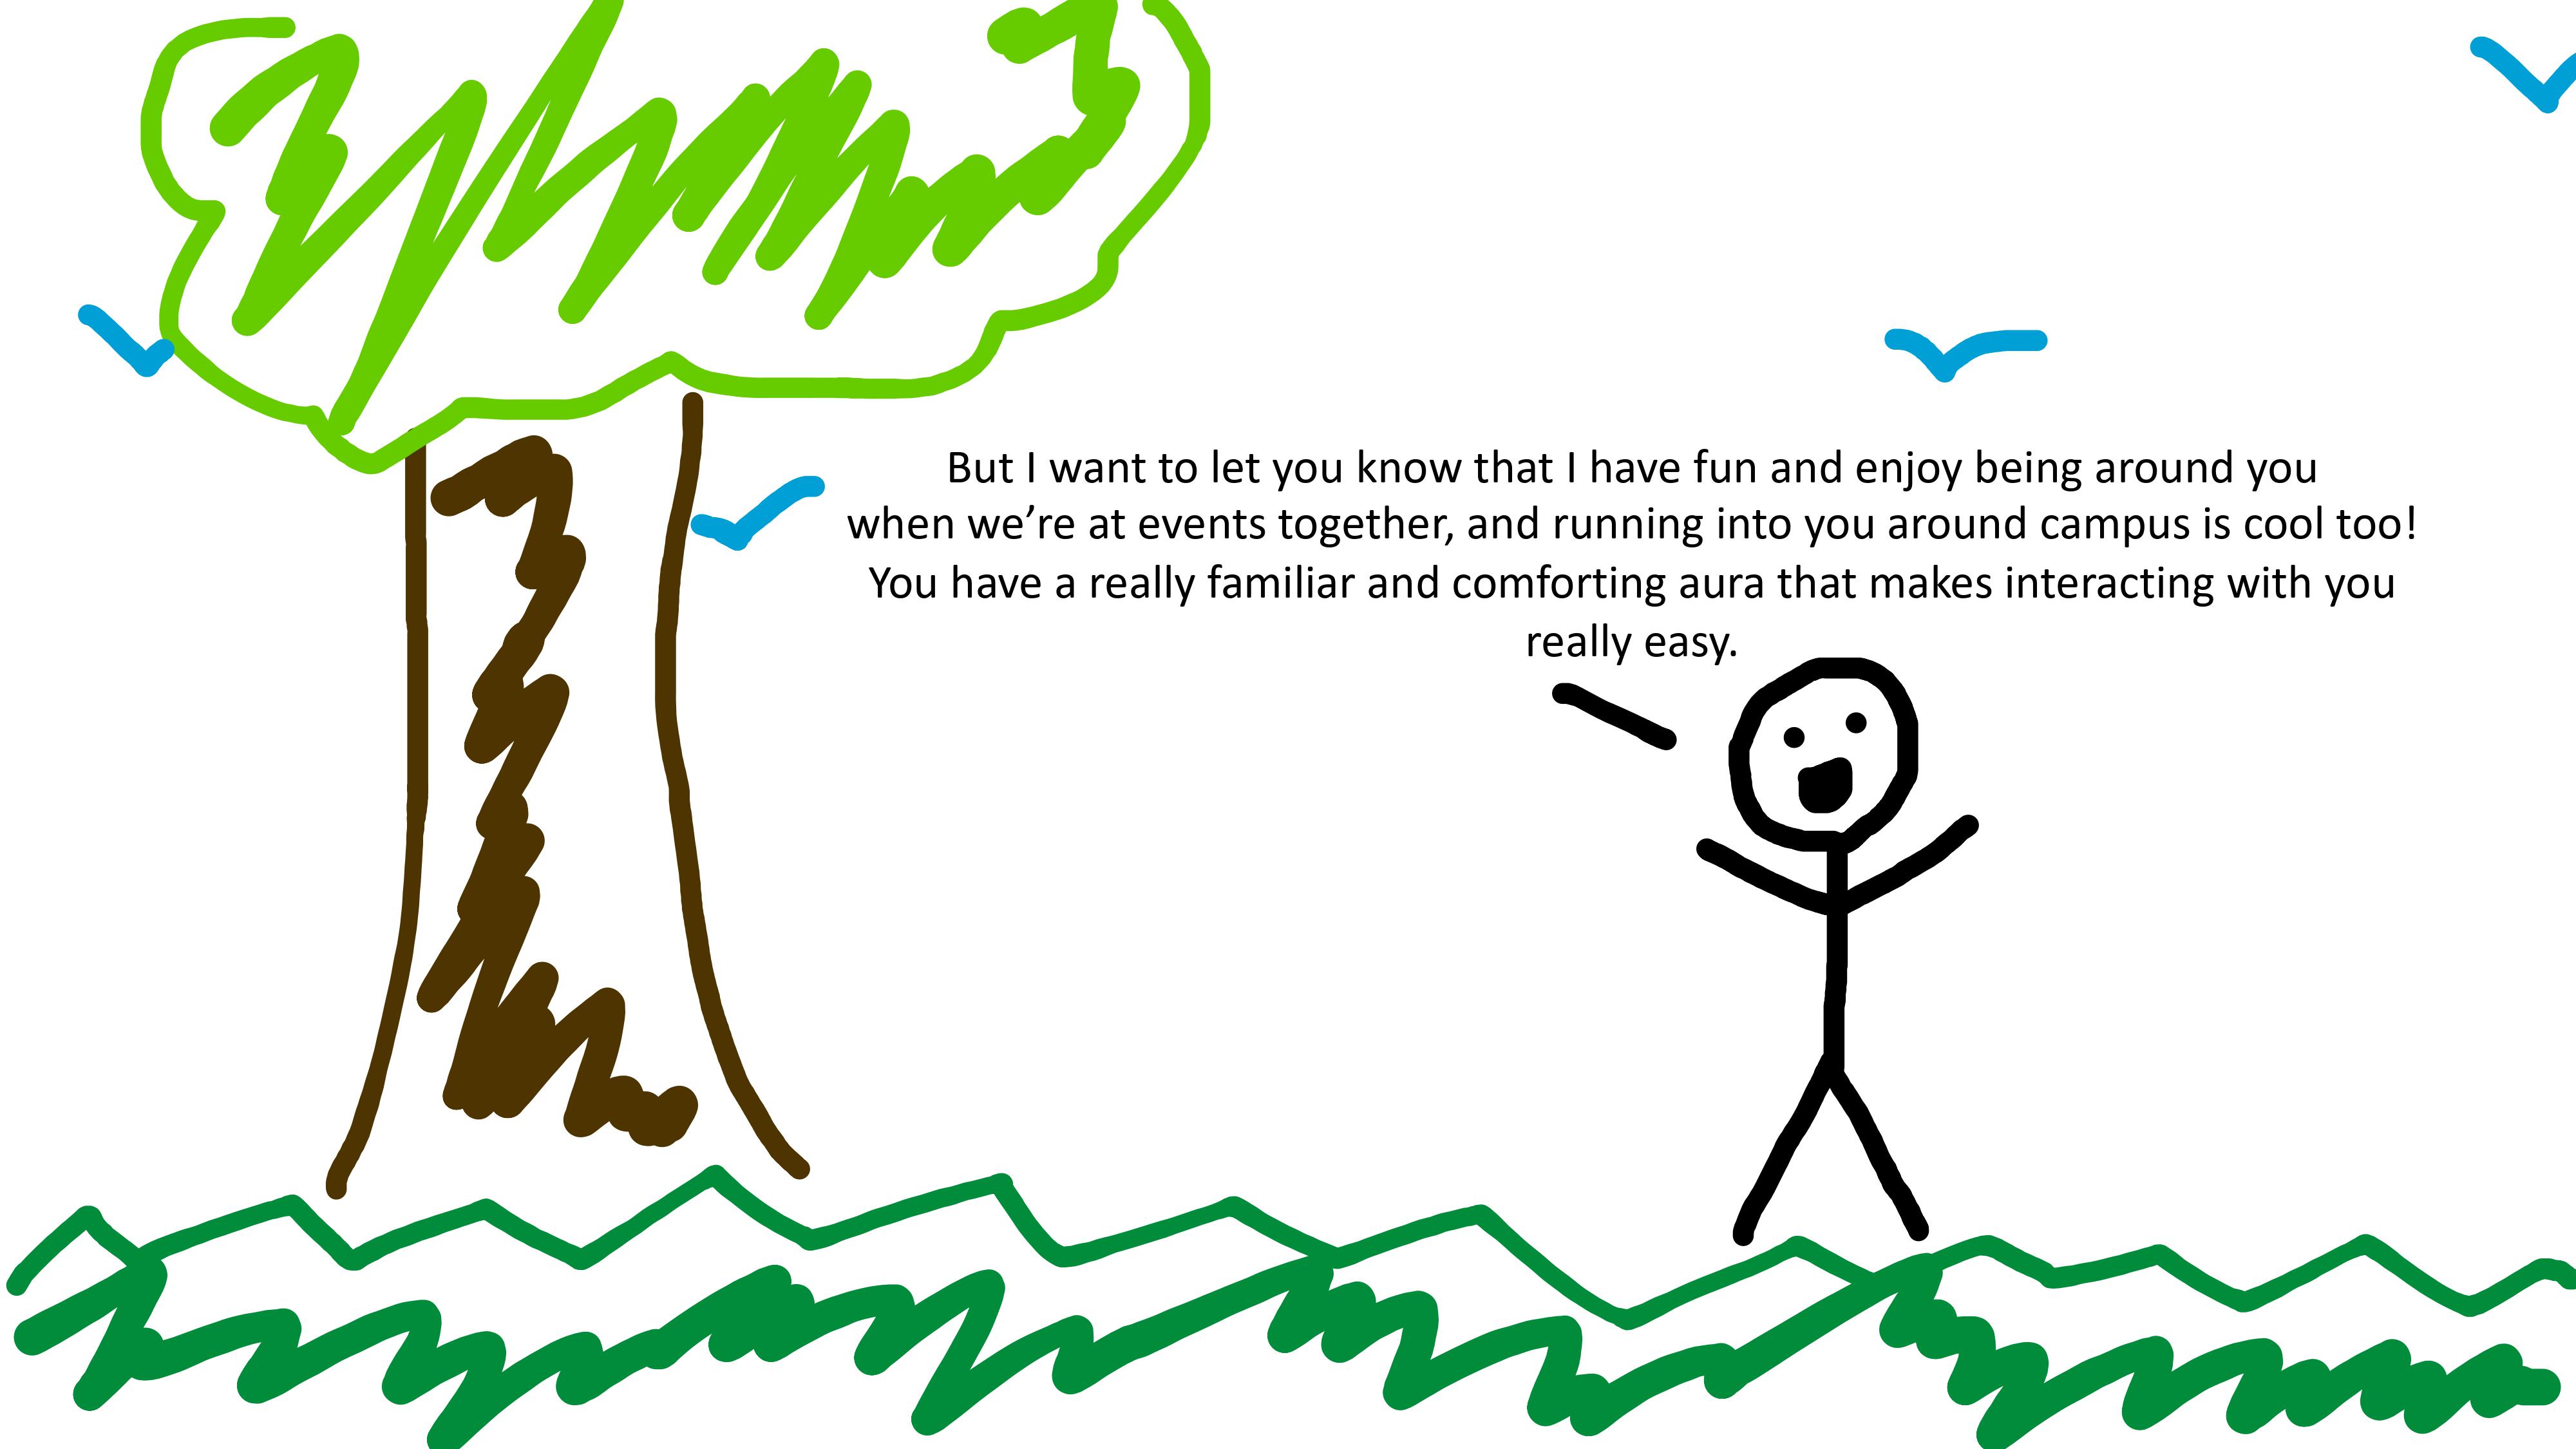 But I want to let you know that I have fun and enjoy being around you
when we’re at events together, and running into you around campus is cool too!
You have a really familiar and comforting aura that makes interacting with you
really easy.